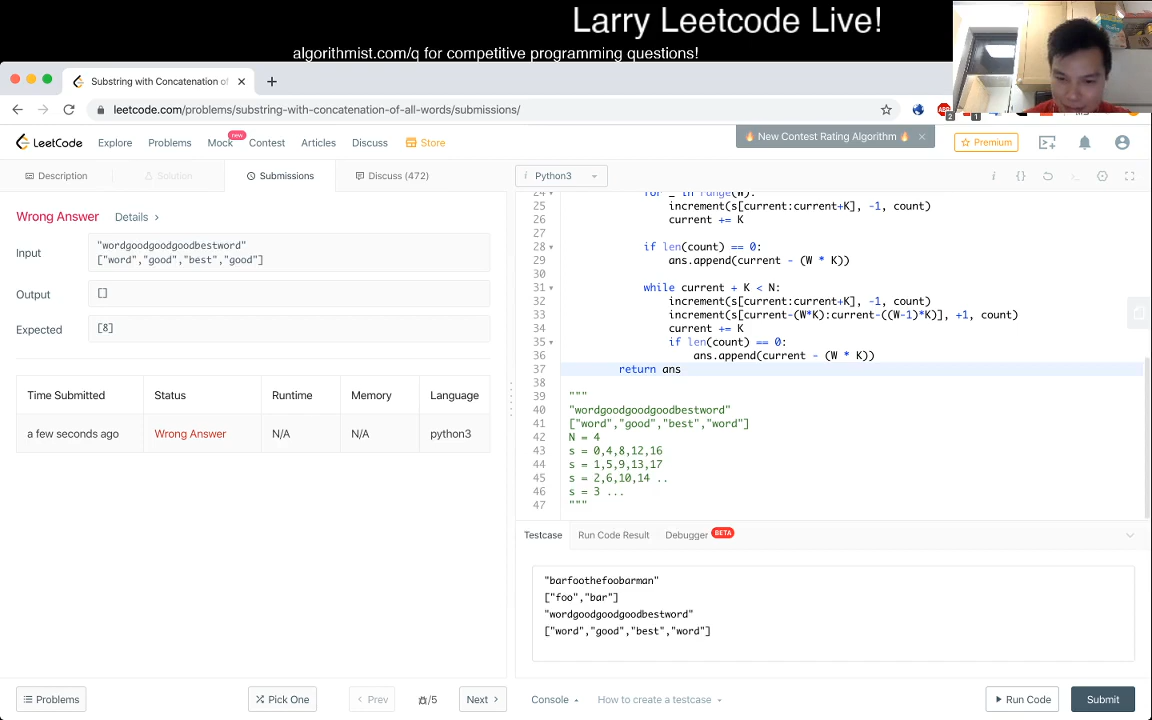 Larry Leetcode Live!
algorithmist.com/q for competitive programming questions!
Substring with Concatenation of
leetcode.com/problems/substring-with-concatenation-of-all-words/submissions/
LeetCode
Explore
Problems
Mock
new
Contest
Articles
Discuss
Store
🔥 New Contest Rating Algorithm 🔥
Premium
Description
Solution
Submissions
Discuss (472)
Python3
Wrong Answer
Details
Input
"wordgoodgoodgoodbestword"
["word","good","best","good"]
Output
[]
Expected
[8]
Time Submitted
Status
Runtime
Memory
Language
a few seconds ago
Wrong Answer
N/A
N/A
python3
24 for _ in range(W):
25 increment(s[current:current+K], -1, count)
26 current += K
27
28 if len(count) == 0:
29 ans.append(current - (W * K))
30
31 while current + K < N:
32 increment(s[current:current+K], -1, count)
33 increment(s[current-(W*K):current-((W-1)*K)], +1, count)
34 current += K
35 if len(count) == 0:
36 ans.append(current - (W * K))
37 return ans
38
39 """
40 "wordgoodgoodgoodbestword"
41 ["word","good","best","word"]
42 N = 4
43 s = 0,4,8,12,16
44 s = 1,5,9,13,17
45 s = 2,6,10,14 ..
46 s = 3 ...
47 """
Testcase
Run Code Result
Debugger
BETA
"barfoothefoobarman"
["foo","bar"]
"wordgoodgoodgoodbestword"
["word","good","best","word"]
Problems
Pick One
Prev
/5
Next
Console
How to create a testcase
Run Code
Submit